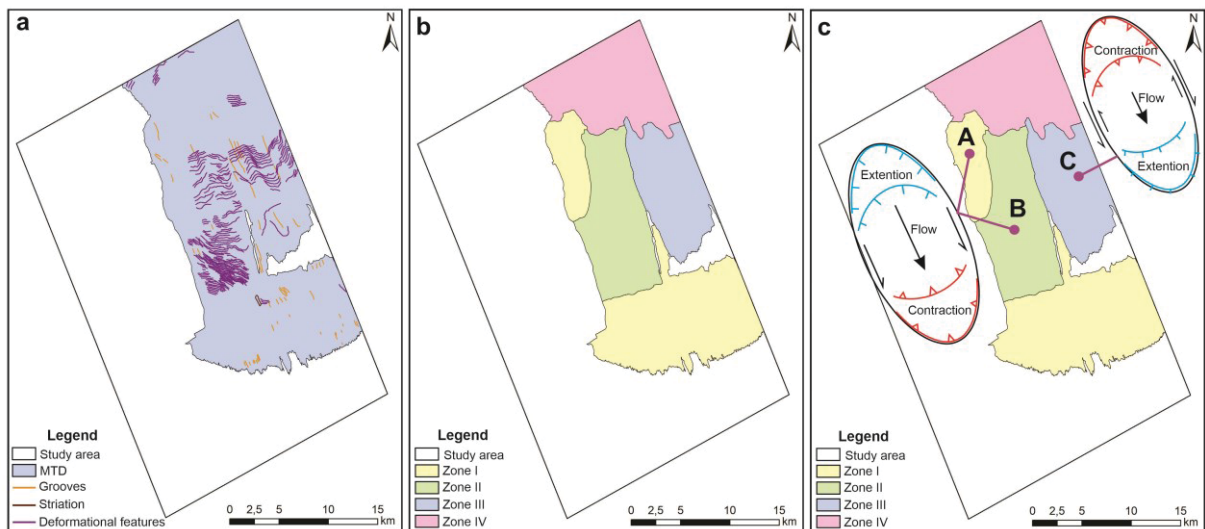 a
N
Legend
Study area
MTD
Grooves
Striation
Deformational features
0 2,5 5 10 15
km
b
N
Legend
Study area
Zone I
Zone II
Zone III
Zone IV
0 2,5 5 10 15
km
c
N
Contraction
Flow
Extention
A
B
C
Extention
Flow
Contraction
Legend
Study area
Zone I
Zone II
Zone III
Zone IV
0 2,5 5 10 15
km